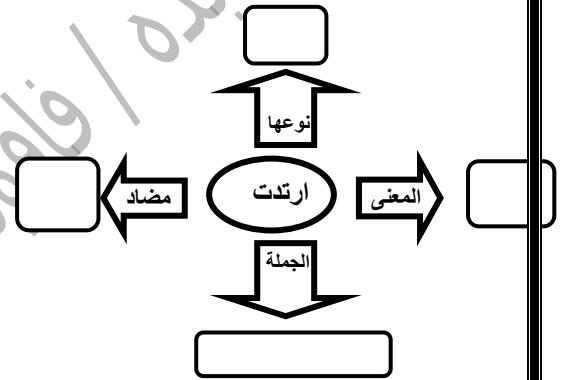 نوعها
المعنى
ارتدت
مضاد
الجملة